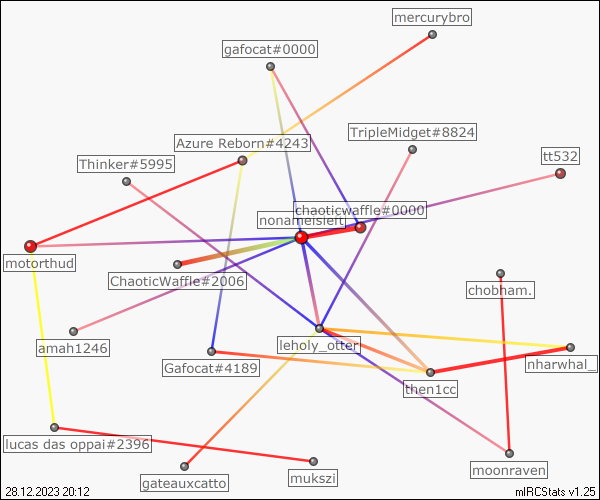 mercurybro
gafocat#0000
TripleMidget#8824
Azure Reborn#4243
Thinker#5995
tt532
chaoticwaffle#0000
nonameisleft
motorthud
ChaoticWaffle#2006
chobham.
amah1246
leholy_otter
Gafocat#4189
nharwhal_
then1cc
lucas das oppai#2396
moonraven
gateauxcatto
mukszi
28.12.2023 20:12
mIRCStats v1.25